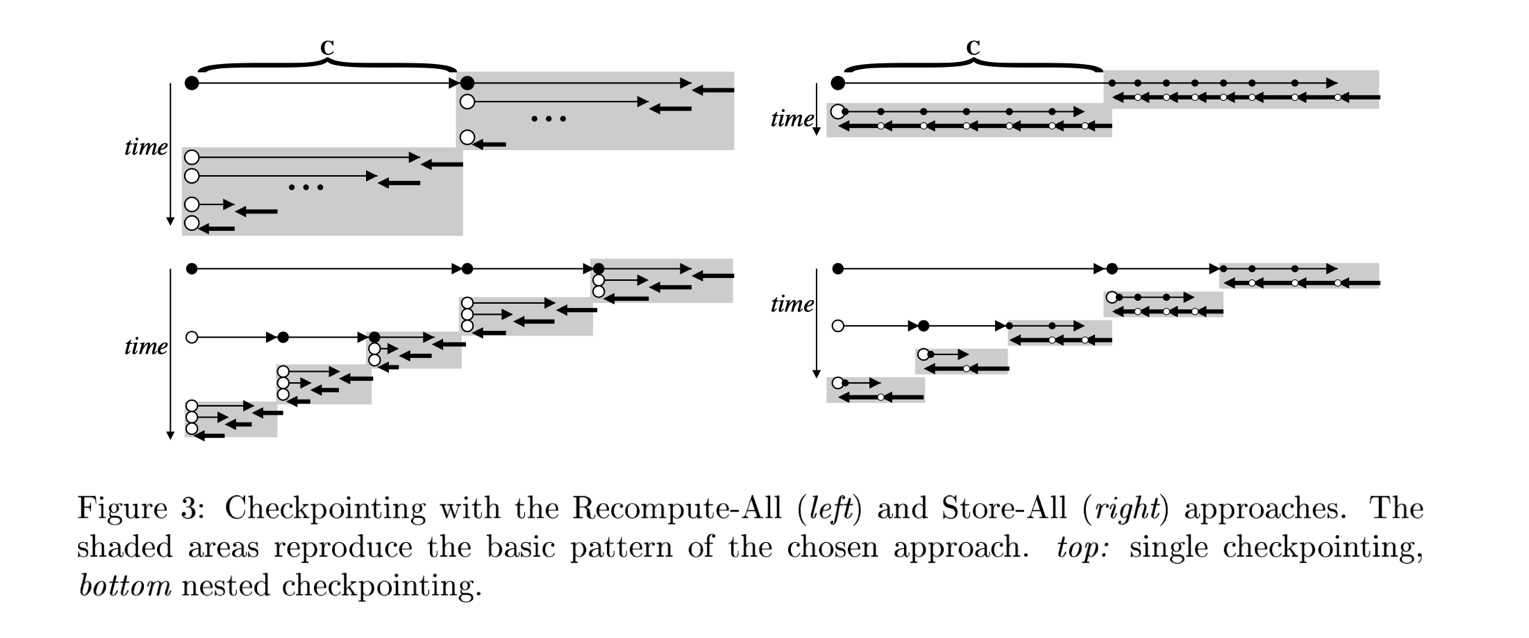 C
C
time
time
time
time
Figure 3: Checkpointing with the Recompute-All (left) and Store-All (right) approaches. The
shaded areas reproduce the basic pattern of the chosen approach. top: single checkpointing,
bottom nested checkpointing.